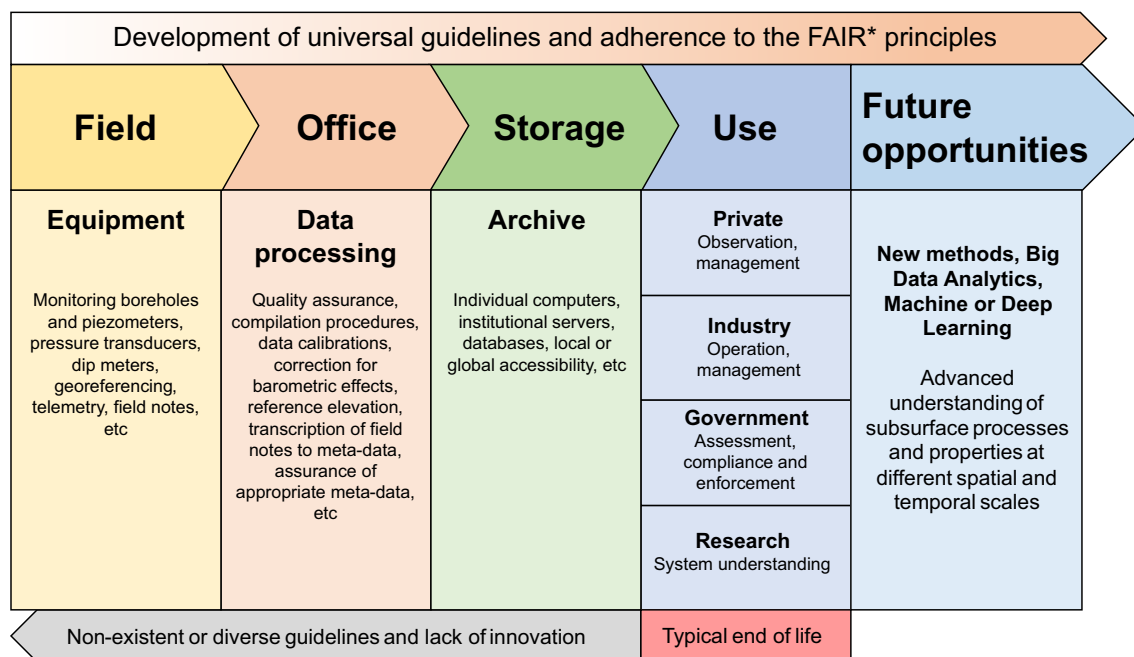 Development of universal guidelines and adherence to the FAIR* principles
Field
Office
Storage
Use
Future
opportunities
Equipment
Monitoring boreholes
and piezometers,
pressure transducers,
dip meters,
georeferencing,
telemetry, field notes,
etc
Data
processing
Quality assurance,
compilation procedures,
data calibrations,
correction for
barometric effects,
reference elevation,
transcription of field
notes to meta-data,
assurance of
appropriate meta-data,
etc
Archive
Individual computers,
institutional servers,
databases, local or
global accessibility, etc
Private
Observation,
management
Industry
Operation,
management
Government
Assessment,
compliance and
enforcement
Research
System understanding
New methods, Big
Data Analytics,
Machine or Deep
Learning
Advanced
understanding of
subsurface processes
and properties at
different spatial and
temporal scales
Non-existent or diverse guidelines and lack of innovation
Typical end of life